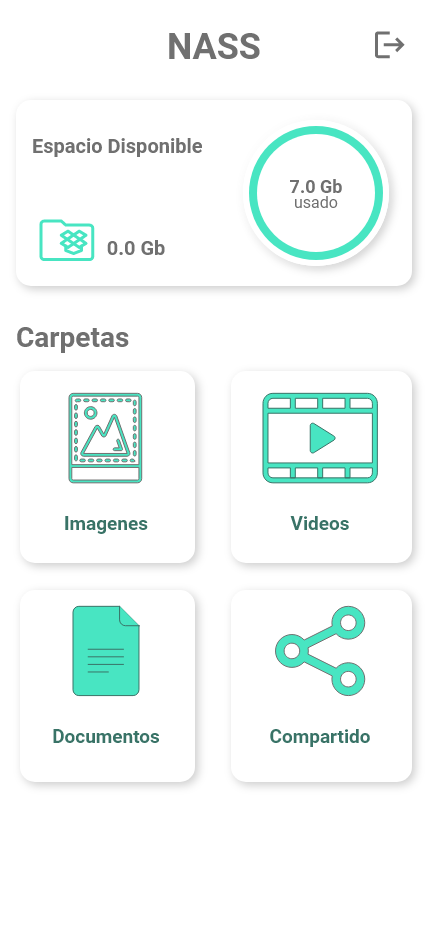 NASS
Espacio Disponible
7.0 Gb
usado
0.0 Gb
Carpetas
Imagenes
Videos
Documentos
Compartido